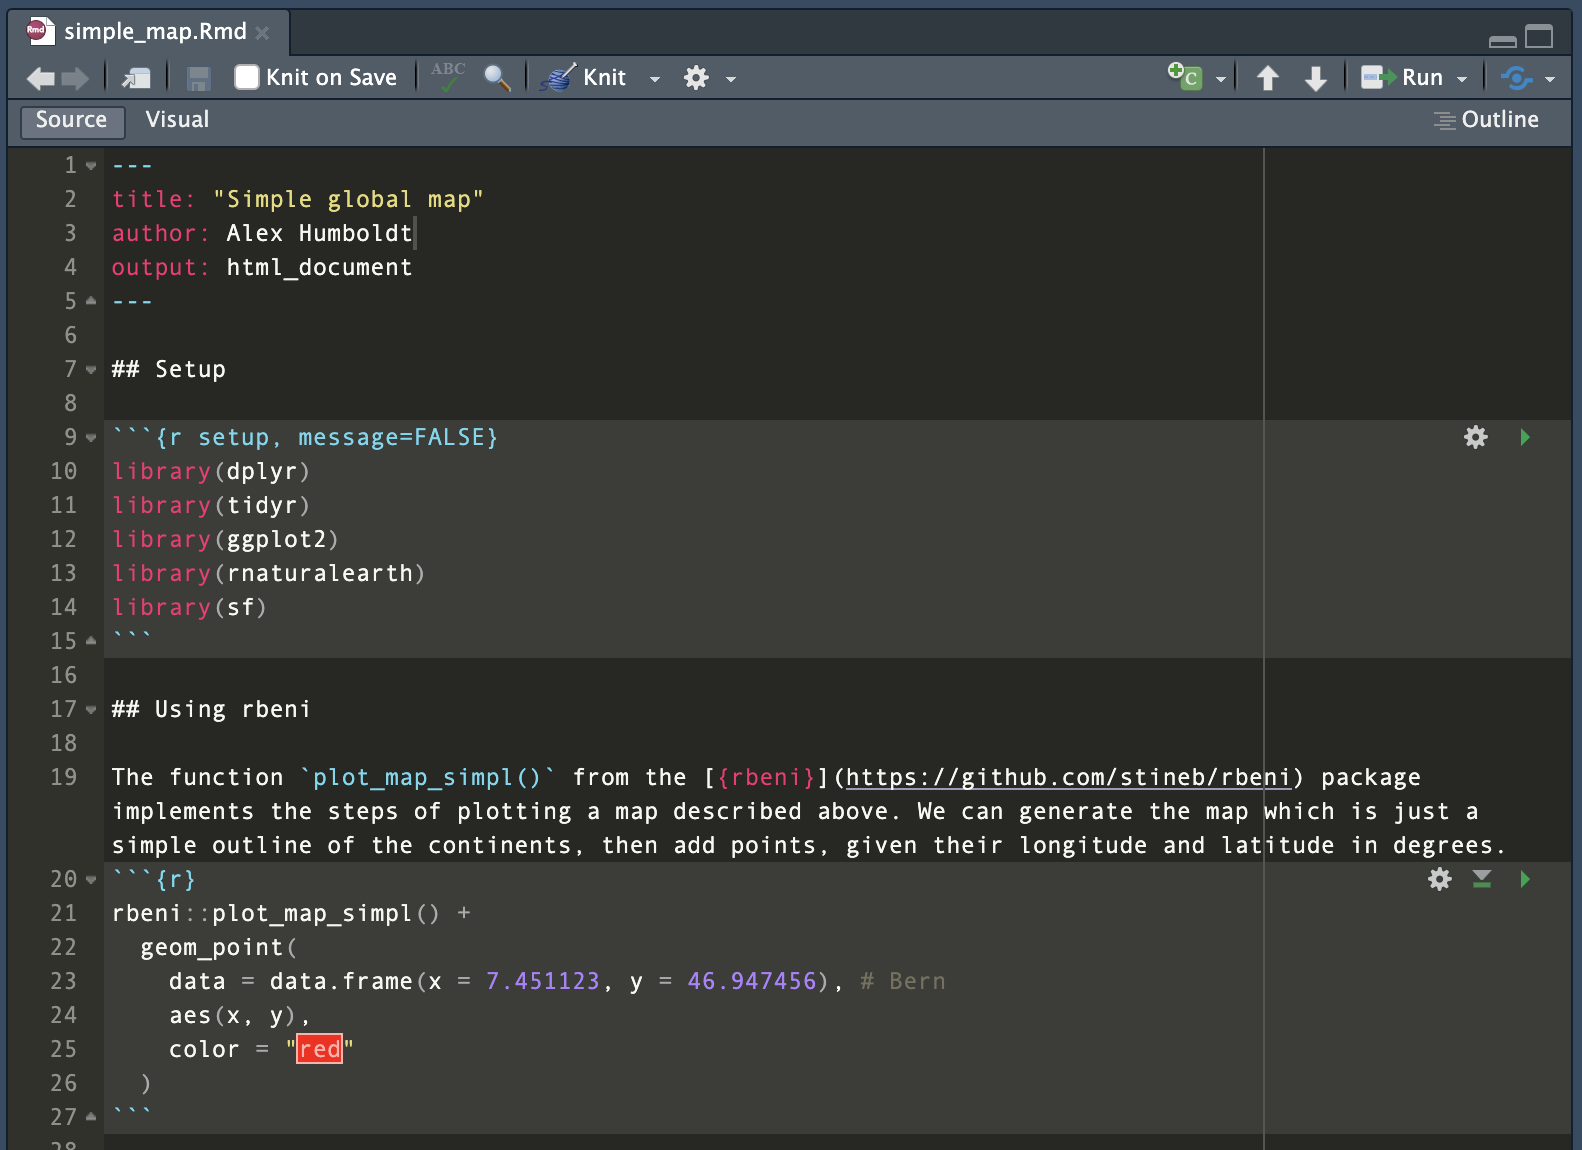 Rmd simple_map.Rmd
Knit on Save ABC Knit C Run
Source Visual Outline
1 ---
2 title: "Simple global map"
3 author: Alex Humboldt
4 output: html_document
5 ---
6
7 ## Setup
8
9 ```{r setup, message=FALSE}
10 library(dplyr)
11 library(tidyr)
12 library(ggplot2)
13 library(rnaturalearth)
14 library(sf)
15 ```
16
17 ## Using rbeni
18
19 The function `plot_map_simpl()` from the [{rbeni}](https://github.com/stineb/rbeni) package
implements the steps of plotting a map described above. We can generate the map which is just a
simple outline of the continents, then add points, given their longitude and latitude in degrees.
20 ```{r}
21 rbeni::plot_map_simpl() +
22   geom_point(
23     data = data.frame(x = 7.451123, y = 46.947456), # Bern
24     aes(x, y),
25     color = "red"
26   )
27 ```
28